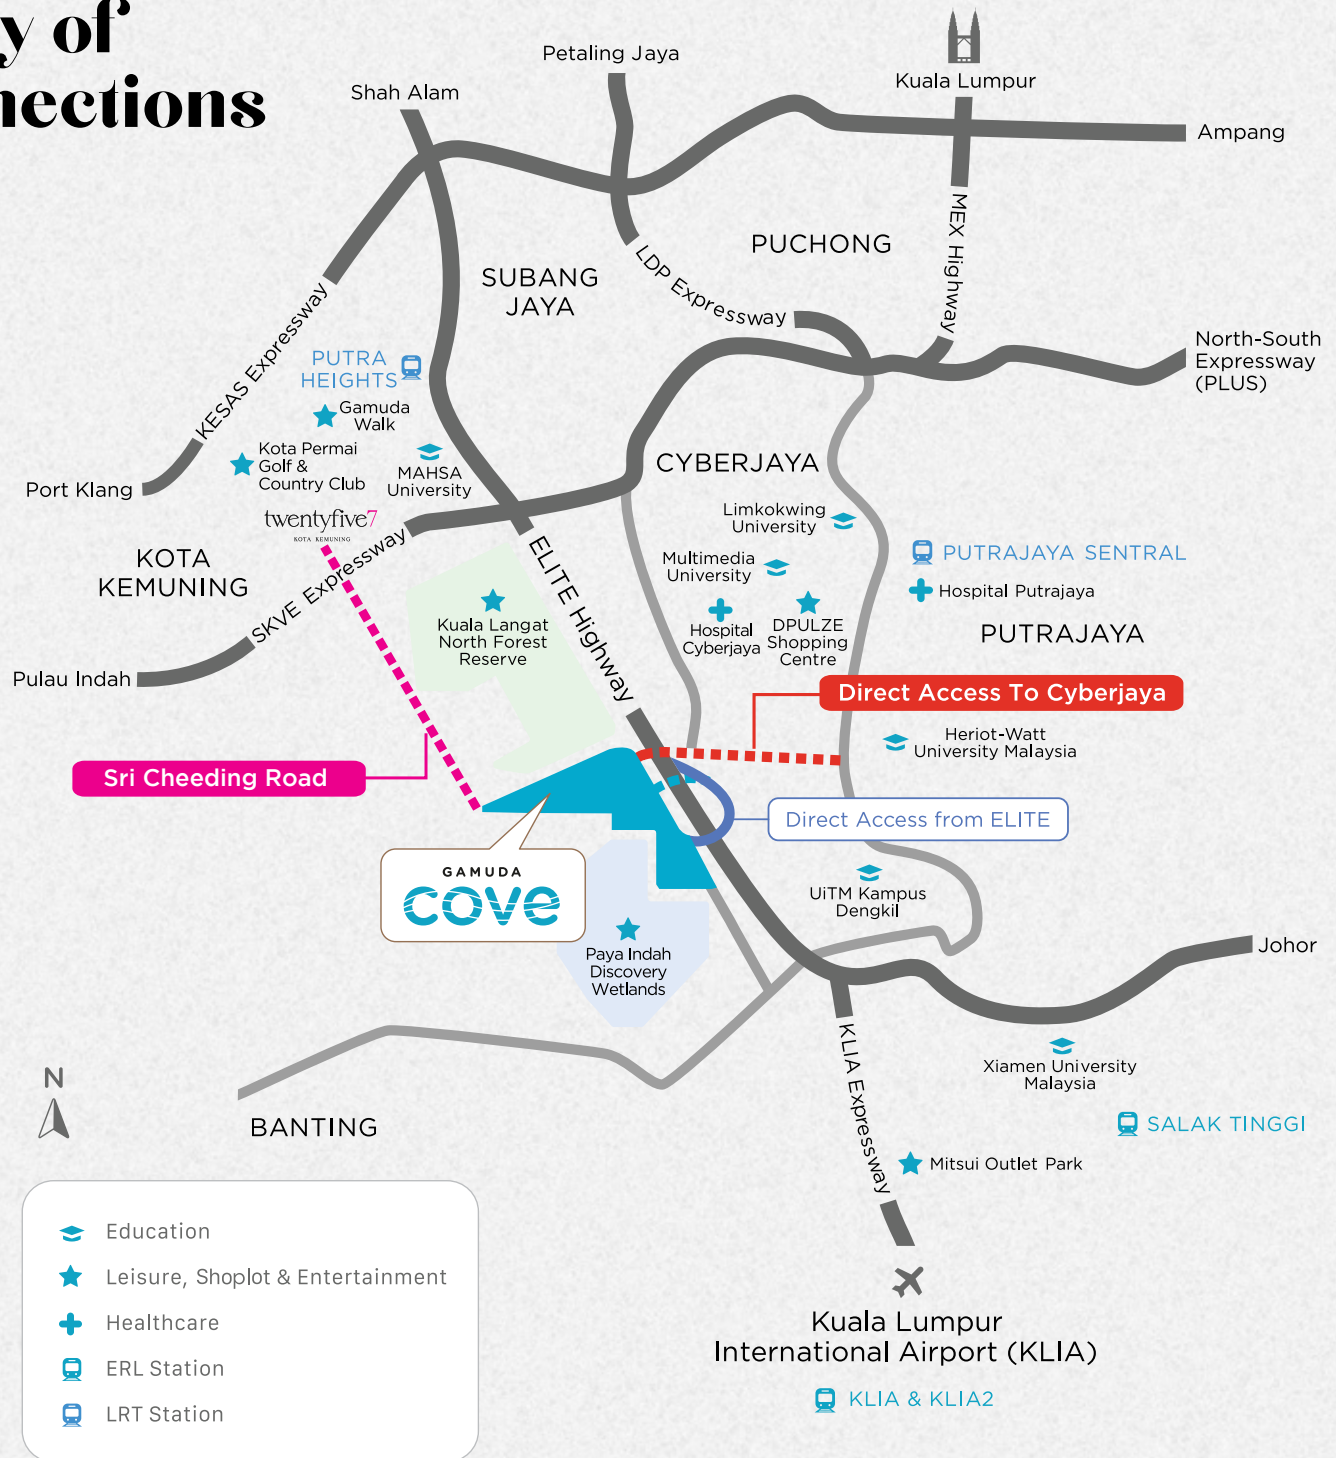 y of
nections
Petaling Jaya
Kuala Lumpur
Shah Alam
Ampang
MEX Highway
PUCHONG
LDP Expressway
SUBANG
JAYA
KESAS Expressway
North-South
Expressway
(PLUS)
PUTRA
HEIGHTS
Gamuda
Walk
Kota Permai
Golf &
Country Club
MAHSA
University
CYBERJAYA
Port Klang
twentyfive7
KOTA KEMUNING
Limkokwing
University
KOTA
KEMUNING
SKVE Expressway
ELITE Highway
Multimedia
University
PUTRAJAYA SENTRAL
Hospital Putrajaya
Kuala Langat
North Forest
Reserve
Hospital
Cyberjaya
DPULZE
Shopping
Centre
PUTRAJAYA
Pulau Indah
Direct Access To Cyberjaya
Heriot-Watt
University Malaysia
Sri Cheeding Road
Direct Access from ELITE
GAMUDA
cove
UiTM Kampus
Dengkil
Paya Indah
Discovery
Wetlands
Johor
KLIA Expressway
Xiamen University
Malaysia
N
BANTING
SALAK TINGGI
Mitsui Outlet Park
Education
Leisure, Shoplot & Entertainment
Healthcare
ERL Station
LRT Station
Kuala Lumpur
International Airport (KLIA)
KLIA & KLIA2